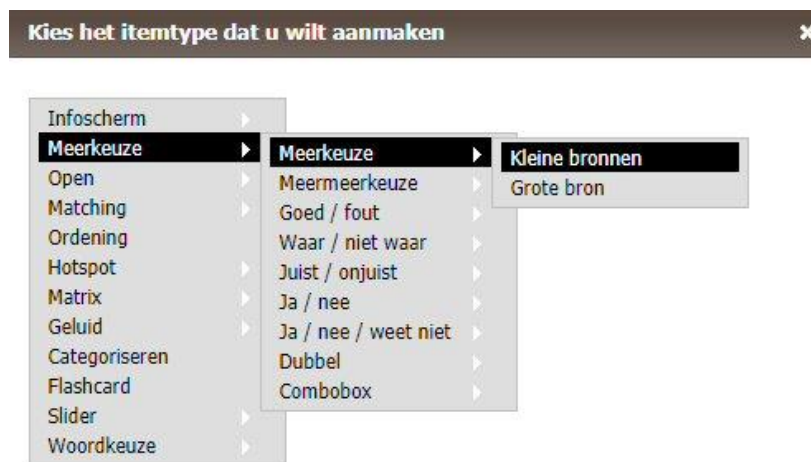 Kies het itemtype dat u wilt aanmaken
Infoscherm
Meerkeuze
Open
Matching
Ordening
Hotspot
Matrix
Geluid
Categoriseren
Flashcard
Slider
Woordkeuze
Meerkeuze
Meermeerkeuze
Goed / fout
Waar / niet waar
Juist / onjuist
Ja / nee
Ja / nee / weet niet
Dubbel
Combobox
Kleine bronnen
Grote bron